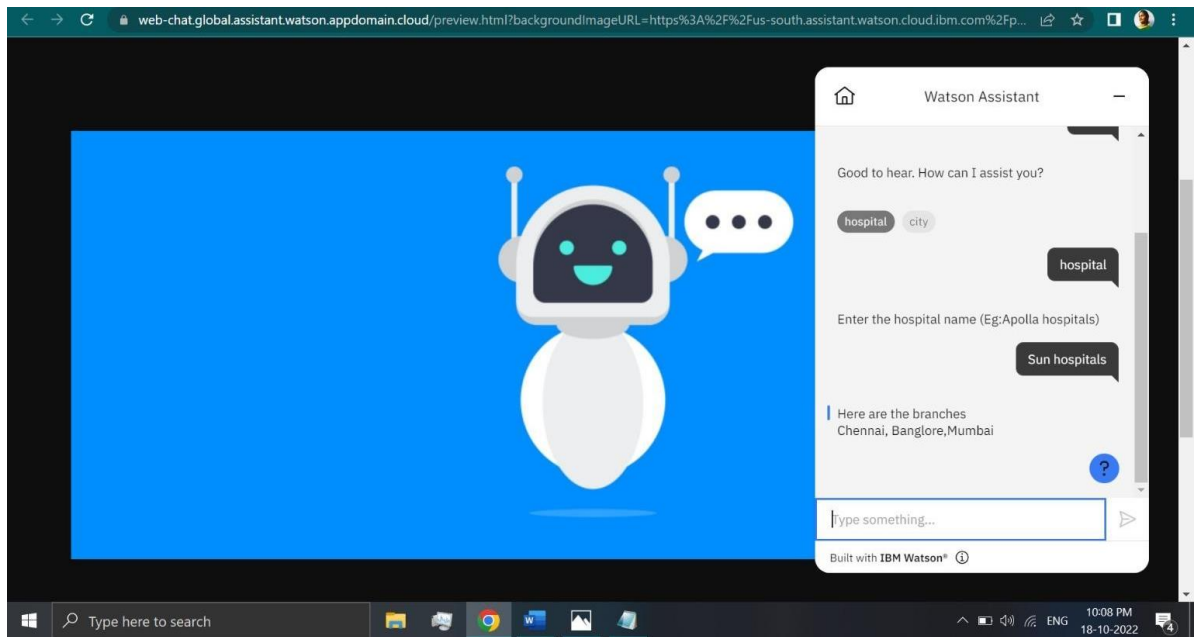 web-chat.global.assistant.watson.appdomain.cloud/preview.html?backgroundImageURL=https%3A%2F%2Fus-south.assistant.watson.cloud.ibm.com%2Fp...
Watson Assistant
Good to hear. How can I assist you?
hospital city
hospital
Enter the hospital name (Eg:Apolla hospitals)
Sun hospitals
Here are the branches
Chennai, Banglore,Mumbai
?
Type something...
Built with IBM Watson®
Type here to search
ENG
10:08 PM
18-10-2022
4